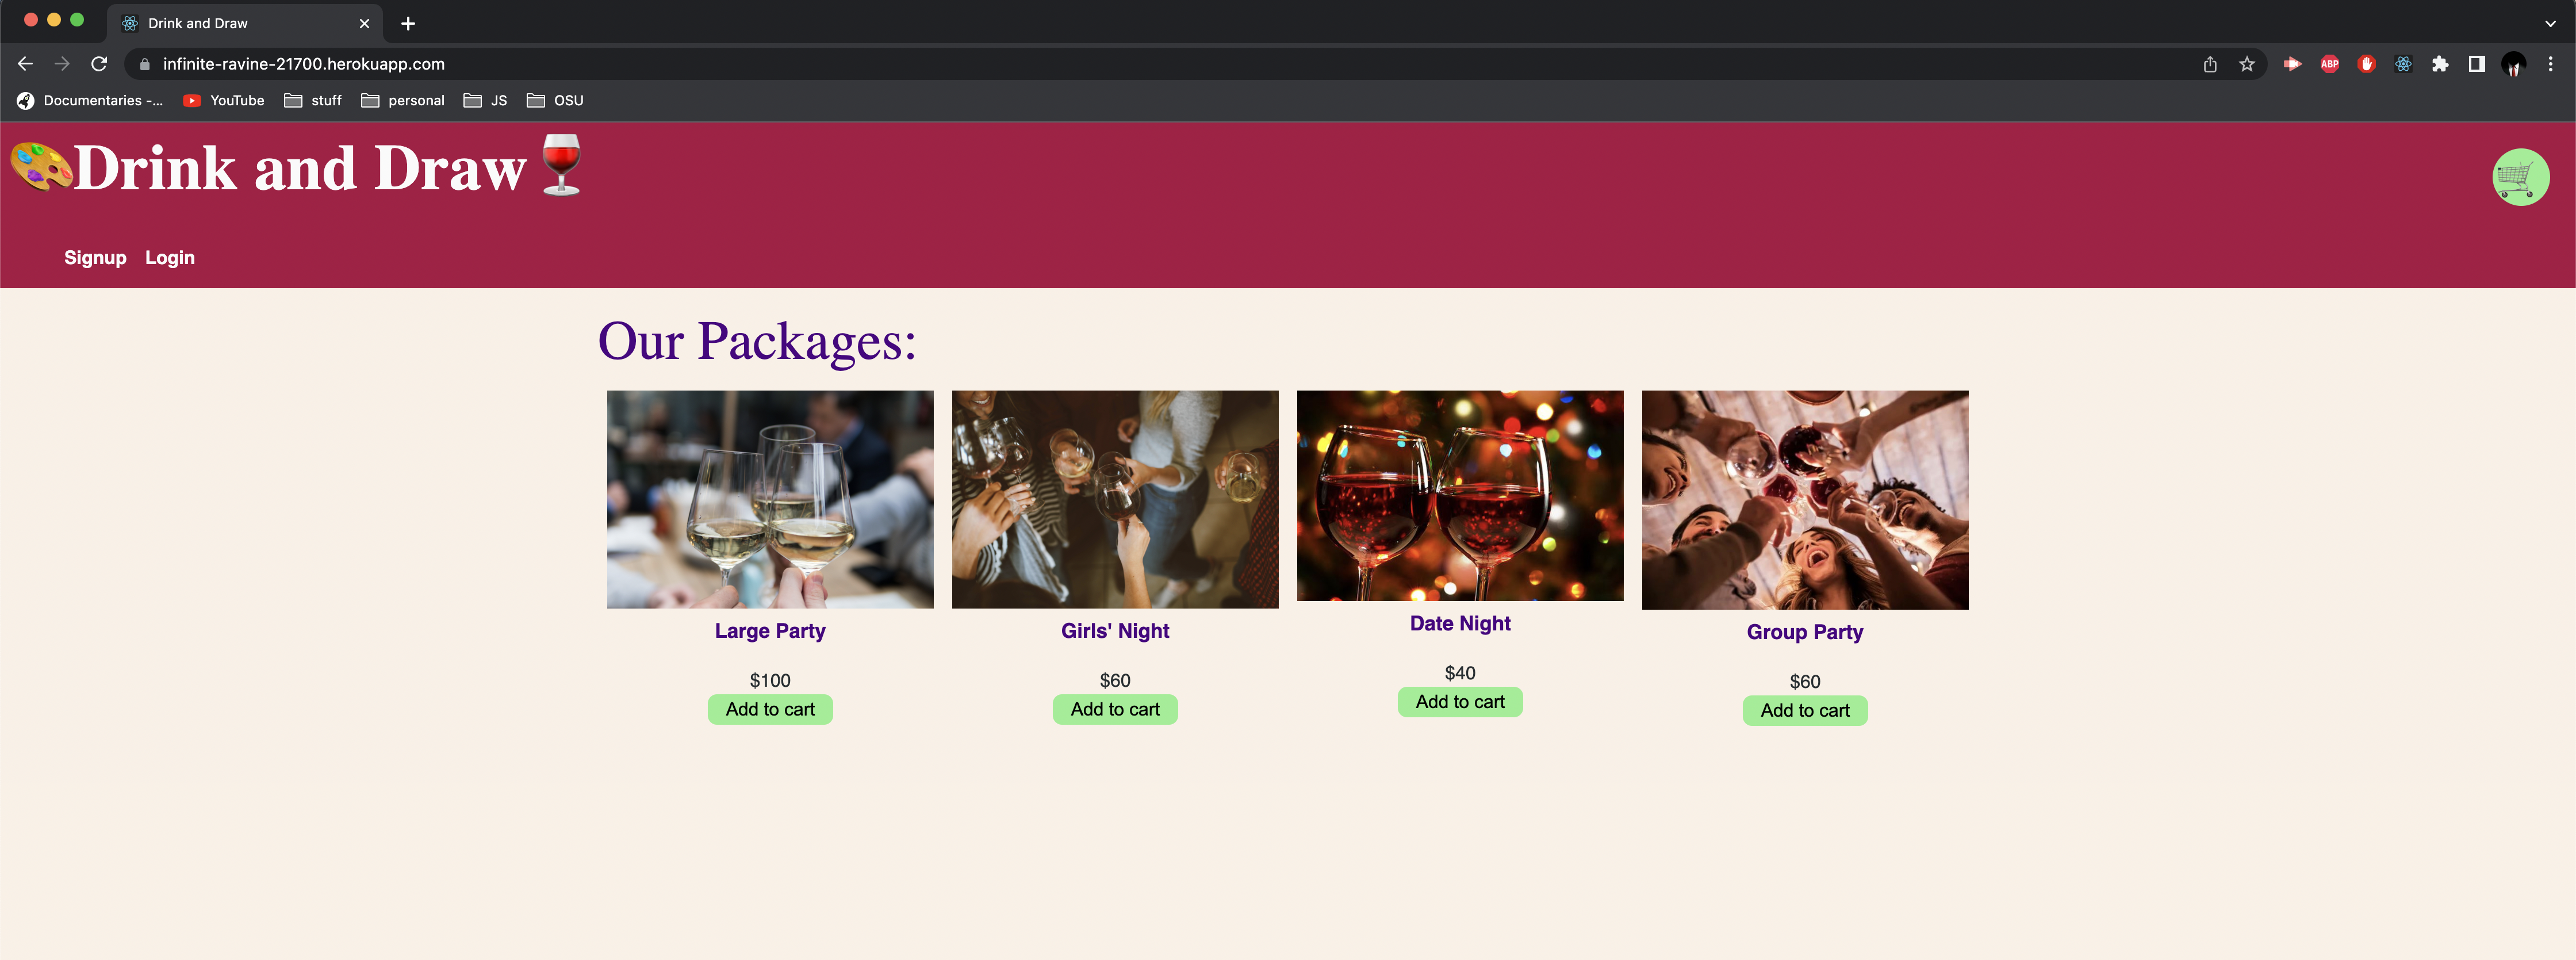 Drink and Draw
infinite-ravine-21700.herokuapp.com
ABP
Documentaries -... YouTube stuff personal JS OSU
Drink and Draw
Signup Login
Our Packages:
Large Party
$100
Add to cart
Girls' Night
$60
Add to cart
Date Night
$40
Add to cart
Group Party
$60
Add to cart